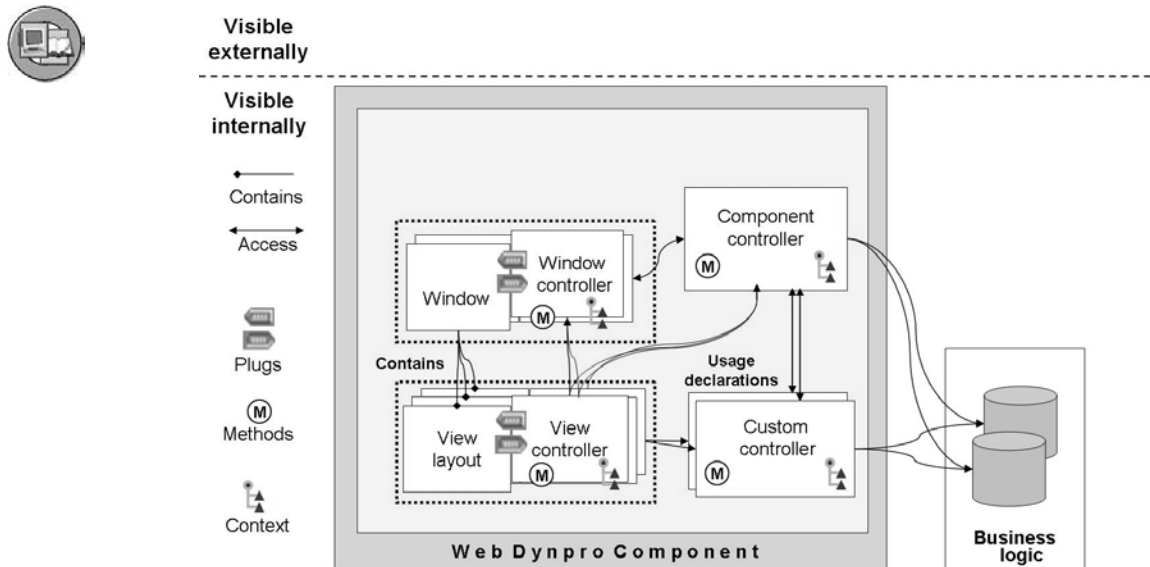 Visible
externally
Visible
internally
Contains
Access
Plugs
M
Methods
Context
Window
Window
controller
M
Component
controller
M
Contains
Usage
declarations
View
layout
View
controller
M
Custom
controller
M
Business
logic
Web Dynpro Component